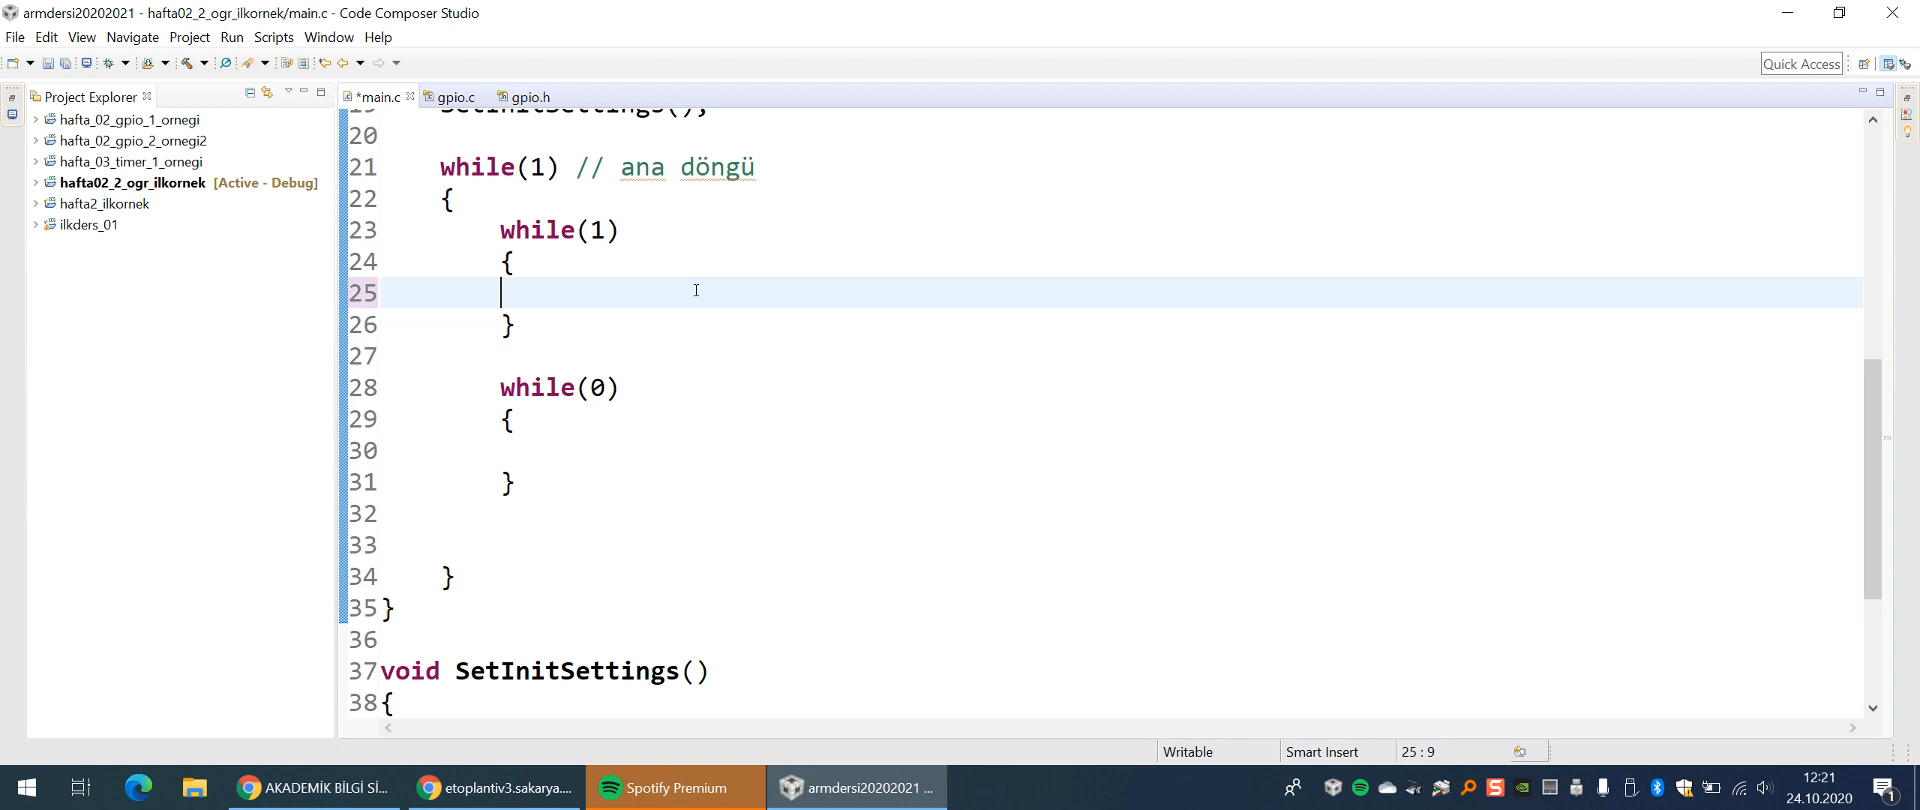 armdersi20202021 - hafta02_2_ogr_ilkornek/main.c - Code Composer Studio
File Edit View Navigate Project Run Scripts Window Help
Quick Access
Project Explorer
*main.c gpio.c gpio.h
hafta_02_gpio_1_ornegi
hafta_02_gpio_2_ornegi2
hafta_03_timer_1_ornegi
hafta02_2_ogr_ilkornek [Active - Debug]
hafta2_ilkornek
ilkders_01
19 SetInitSettings();
20
21 while(1) // ana döngü
22 {
23 while(1)
24 {
25
26 }
27
28 while(0)
29 {
30
31 }
32
33
34 }
35 }
36
37 void SetInitSettings()
38 {
Writable Smart Insert 25 : 9
AKADEMİK BİLGİ Sİ... etoplantiv3.sakarya.... Spotify Premium armdersi20202021 ...
12:21
24.10.2020
1